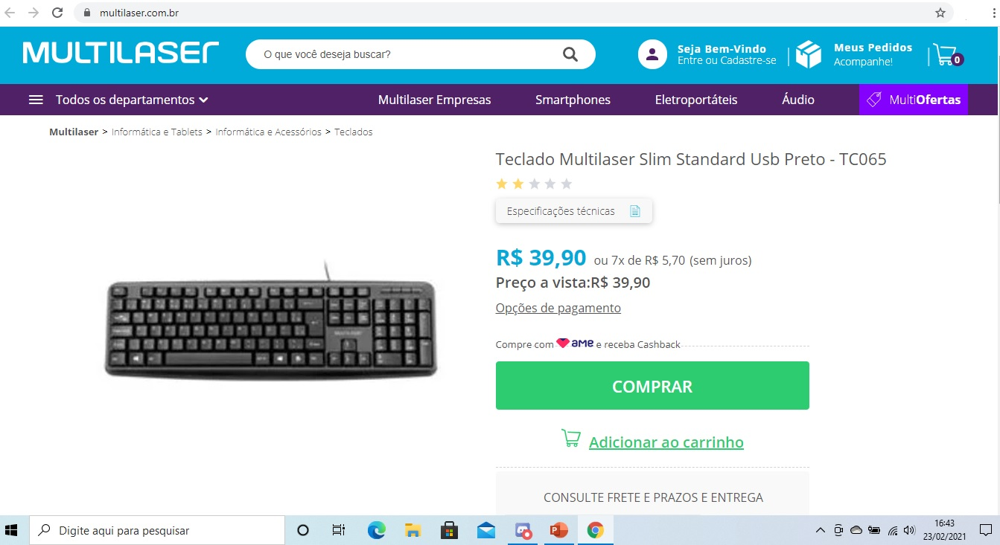 multilaser.com.br
MULTILASER
O que você deseja buscar?
Seja Bem-Vindo
Entre ou Cadastre-se
Meus Pedidos
Acompanhe!
0
Todos os departamentos
Multilaser Empresas
Smartphones
Eletroportáteis
Áudio
MultiOfertas
Multilaser > Informática e Tablets > Informática e Acessórios > Teclados
Teclado Multilaser Slim Standard Usb Preto - TC065
Especificações técnicas
R$ 39,90 ou 7x de R$ 5,70 (sem juros)
Preço a vista:R$ 39,90
Opções de pagamento
Compre com ame e receba Cashback
COMPRAR
Adicionar ao carrinho
CONSULTE FRETE E PRAZOS E ENTREGA
Digite aqui para pesquisar
16:43
23/02/2021